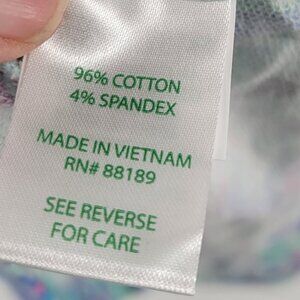 96% COTTON
4% SPANDEX
MADE IN VIETNAM
RN# 88189
SEE REVERSE
FOR CARE